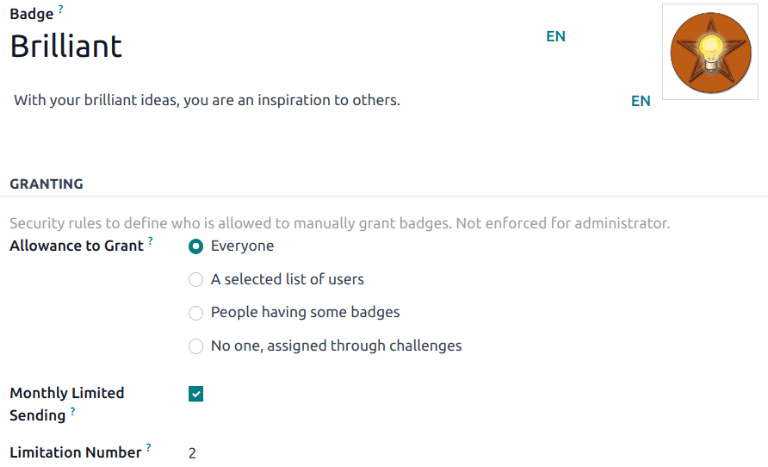 Badge ?
Brilliant
EN
With your brilliant ideas, you are an inspiration to others.
EN
GRANTING
Security rules to define who is allowed to manually grant badges. Not enforced for administrator.
Allowance to Grant ?
Everyone
A selected list of users
People having some badges
No one, assigned through challenges
Monthly Limited
Sending ?
Limitation Number ?
2